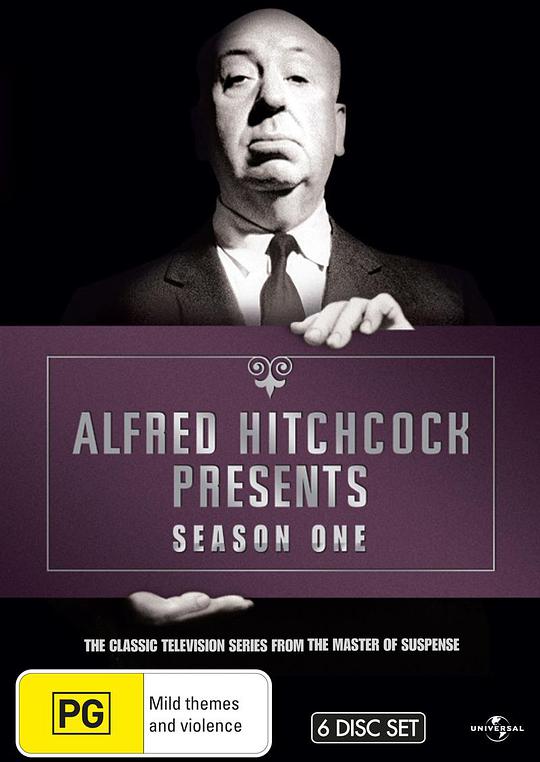 ALFRED HITCHCOCK
PRESENTS
SEASON ONE
THE CLASSIC TELEVISION SERIES FROM THE MASTER OF SUSPENSE
PG
Mild themes
and violence
6 DISC SET
UNIVERSAL